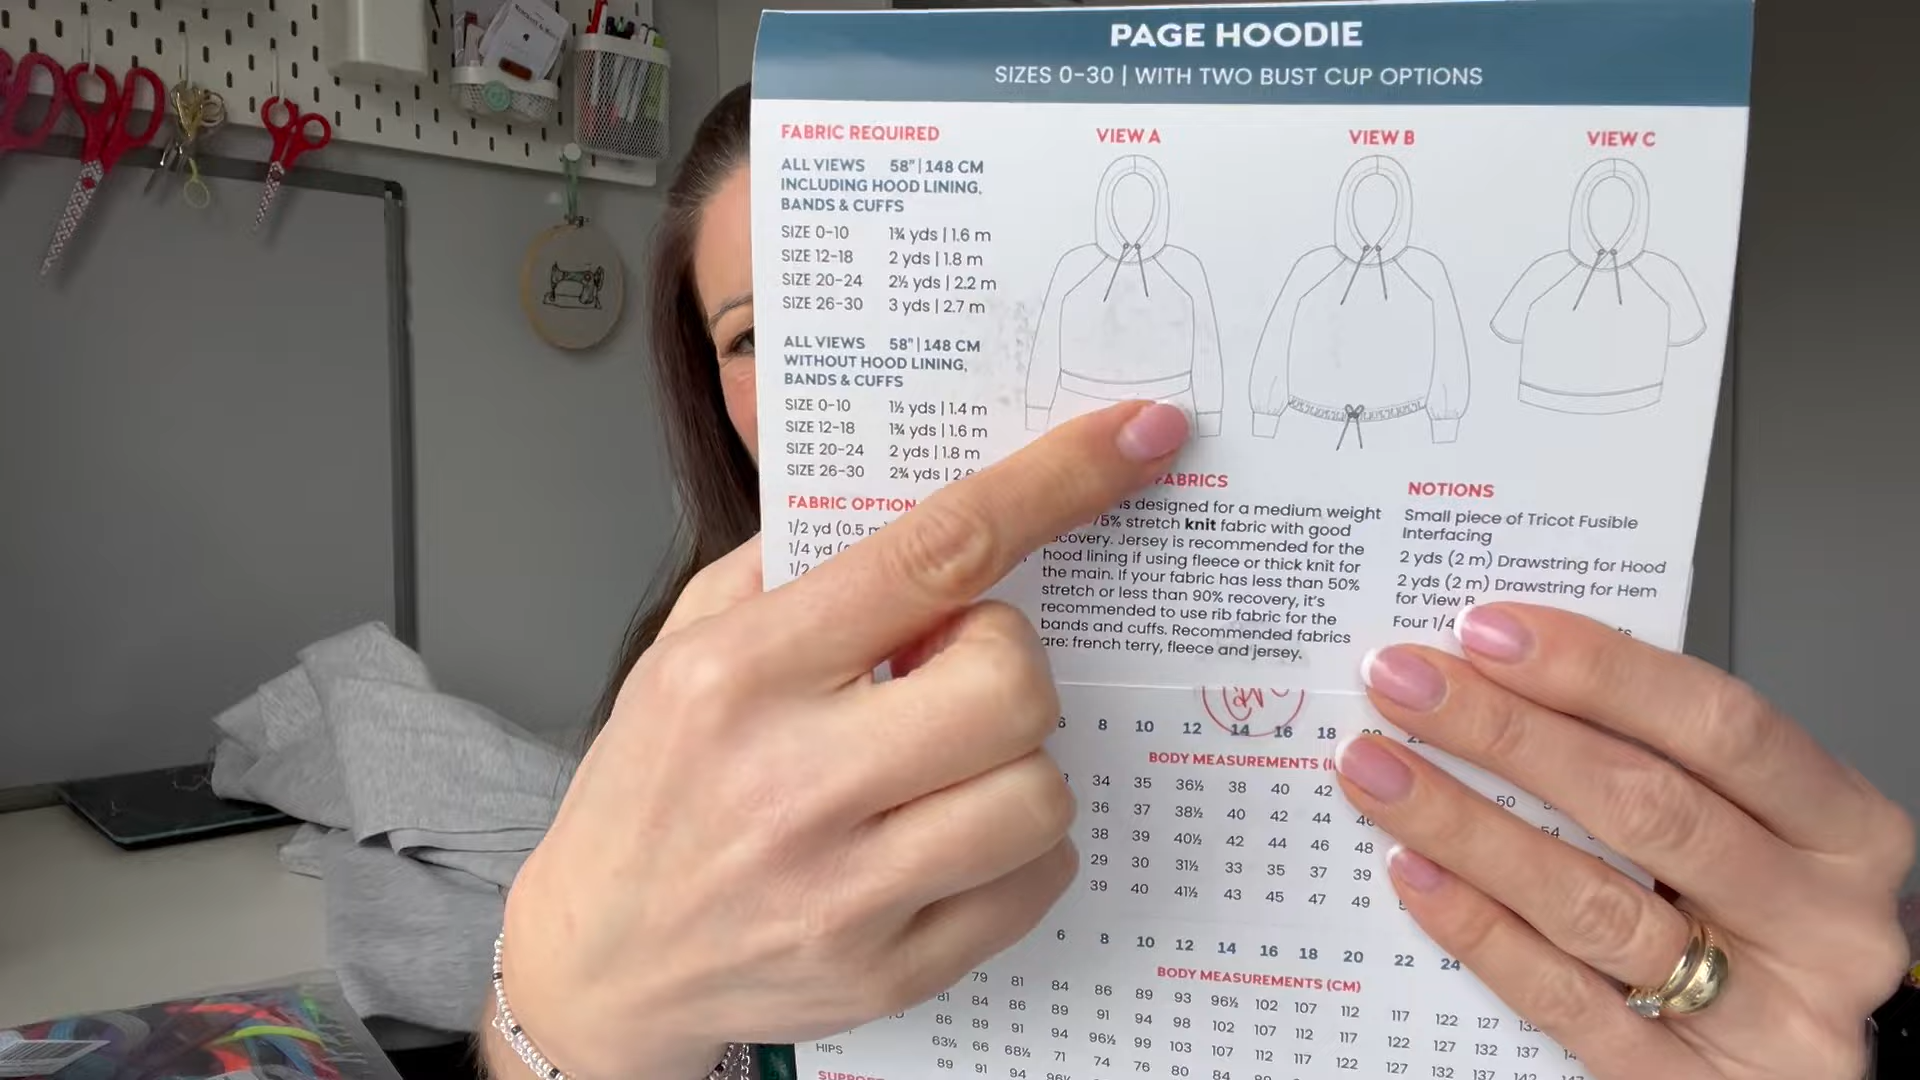 PAGE HOODIE
SIZES 0-30 | WITH TWO BUST CUP OPTIONS
FABRIC REQUIRED
ALL VIEWS 58" | 148 CM
INCLUDING HOOD LINING,
BANDS & CUFFS
SIZE 0-10 1¾ yds | 1.6 m
SIZE 12-18 2 yds | 1.8 m
SIZE 20-24 2½ yds | 2.2 m
SIZE 26-30 3 yds | 2.7 m
ALL VIEWS 58" | 148 CM
WITHOUT HOOD LINING,
BANDS & CUFFS
SIZE 0-10 1½ yds | 1.4 m
SIZE 12-18 1¾ yds | 1.6 m
SIZE 20-24 2 yds | 1.8 m
SIZE 26-30 2¾ yds |
FABRIC OPTION
1/2 yd (0.5 m
1/4 yd
1/2
VIEW A
VIEW B
VIEW C
FABRICS
is designed for a medium weight
75% stretch knit fabric with good
recovery. Jersey is recommended for the
hood lining if using fleece or thick knit for
the main. If your fabric has less than 50%
stretch or less than 90% recovery, it's
recommended to use rib fabric for the
bands and cuffs. Recommended fabrics
are: french terry, fleece and jersey.
NOTIONS
Small piece of Tricot Fusible
Interfacing
2 yds (2 m) Drawstring for Hood
2 yds (2 m) Drawstring for Hem
for View B
Four 1/4
8 10 12 14 16 18
BODY MEASUREMENTS
34 35 36½ 38 40 42
36 37 38½ 40 42 44
38 39 40½ 42 44 46 48
29 30 31½ 33 35 37 39
39 40 41½ 43 45 47 49
50
54
6 8 10 12 14 16 18 20 22 24
BODY MEASUREMENTS (CM)
79 81 84 86 89 93 96½ 102 107 112 117 122 127
81 84 86 89 91 94 98 102 107 112 117 122 127 132 137
86 89 91 94 96½ 99 103 107 112 117 122 127 132 137
63½ 66 68½ 71 74 76 80 84
HIPS 89 91 94